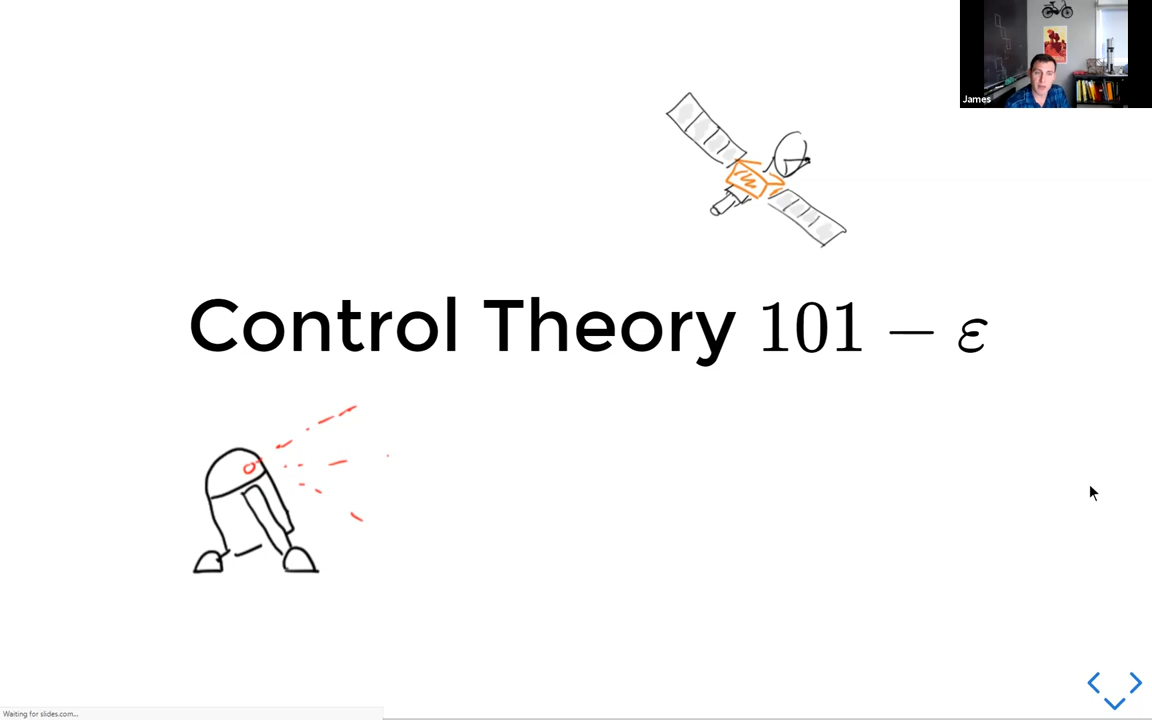 James
Control Theory 101 − ε
Waiting for slides.com...